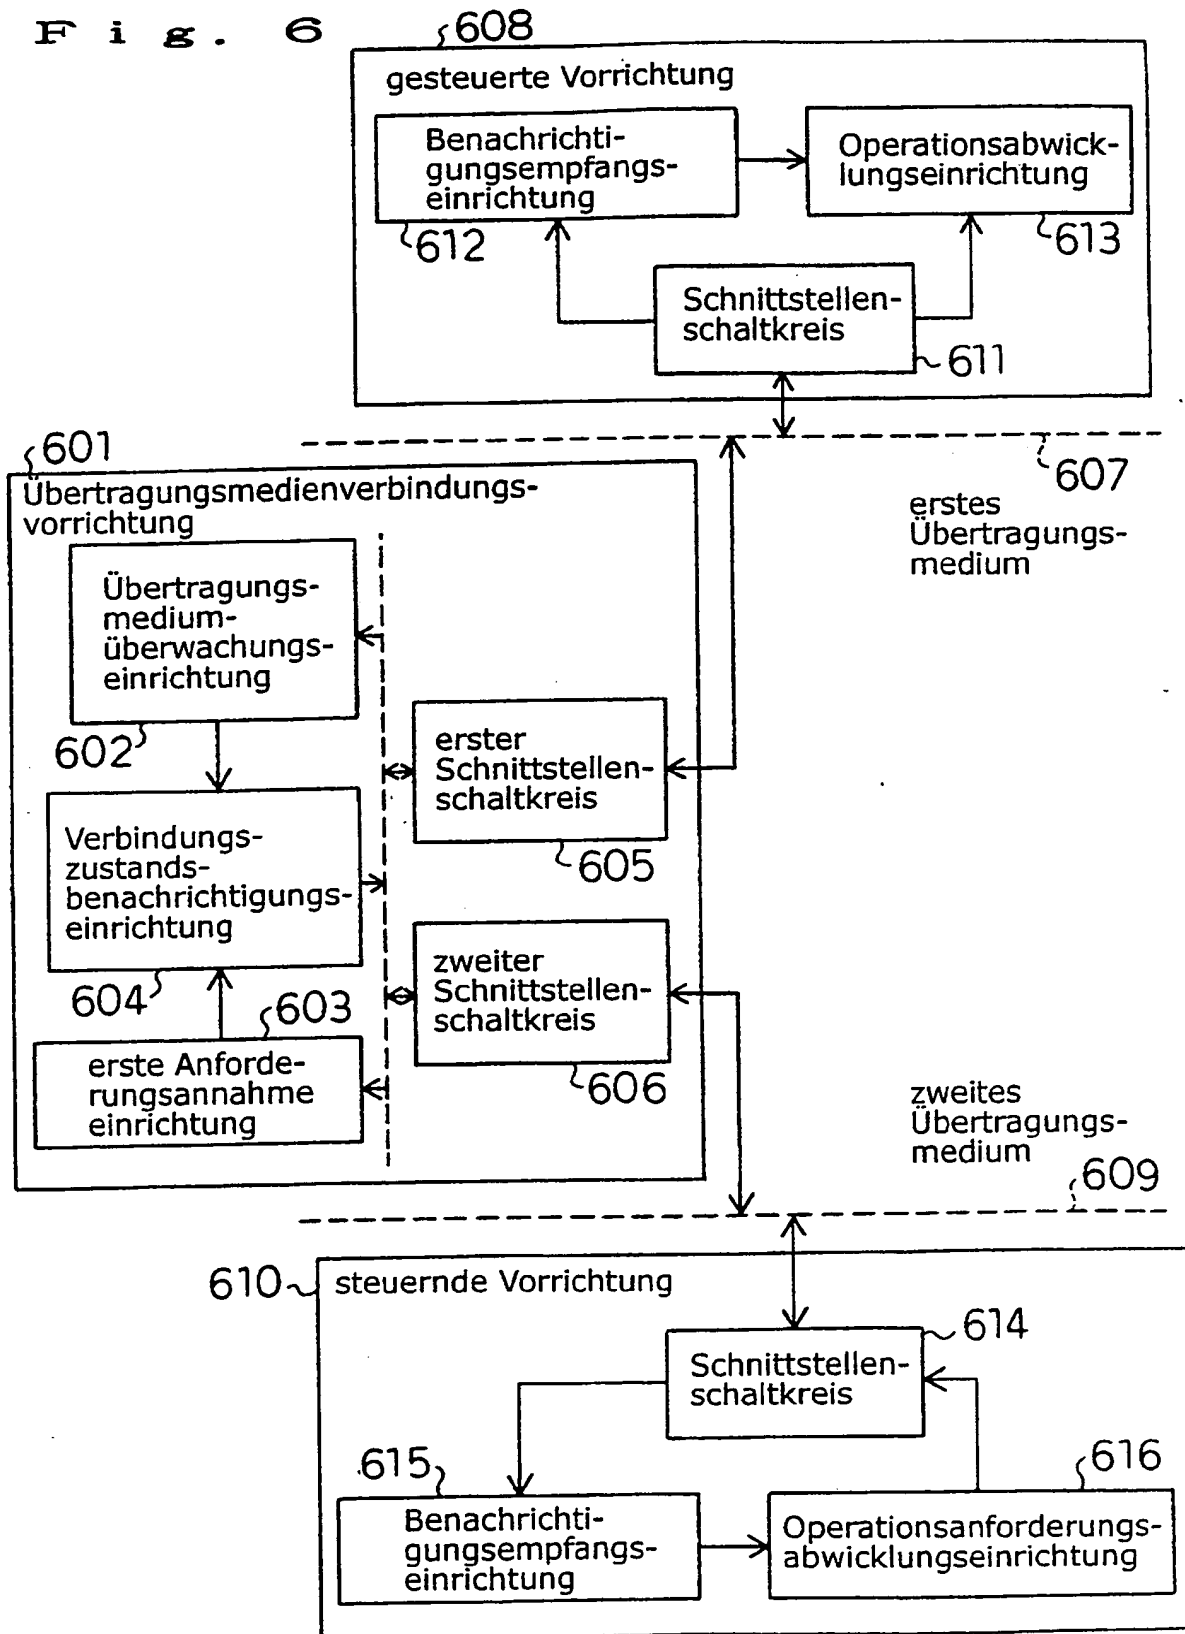 Fig. 6
608
gesteuerte Vorrichtung
Benachrichti-
gungsempfangs-
einrichtung
612
Operationsabwick-
lungseinrichtung
613
Schnittstellen-
schaltkreis
611
607
erstes
Übertragungs-
medium
601
Übertragungsmedienverbindungs-
vorrichtung
Übertragungs-
medium-
überwachungs-
einrichtung
602
erster
Schnittstellen-
schaltkreis
605
Verbindungs-
zustands-
benachrichtigungs-
einrichtung
604
zweiter
Schnittstellen-
schaltkreis
606
603
erste Anforde-
rungsannahme
einrichtung
zweites
Übertragungs-
medium
609
610
steuernde Vorrichtung
614
Schnittstellen-
schaltkreis
615
Benachrichti-
gungsempfangs-
einrichtung
616
Operationsanforderungs-
abwicklungseinrichtung